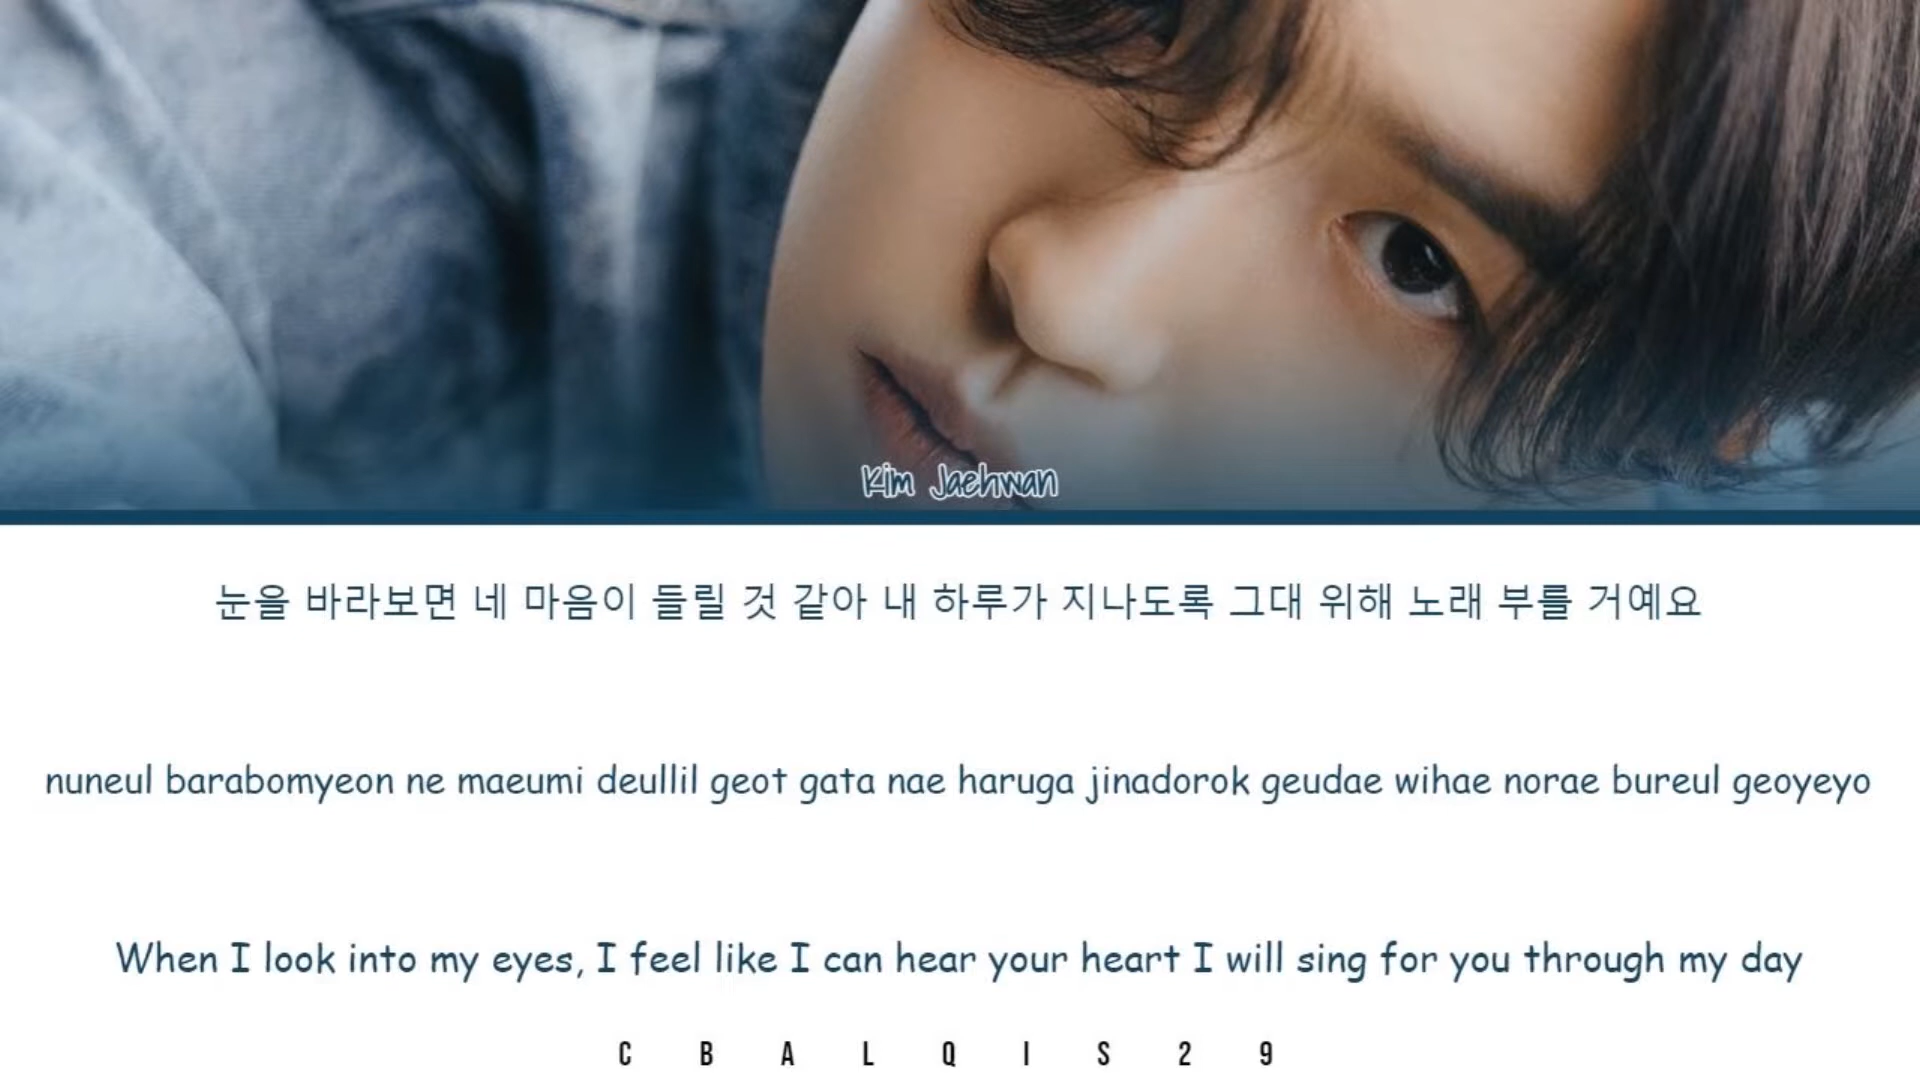 Kim Jaehwan
눈을 바라보면 네 마음이 들릴 것 같아 내 하루가 지나도록 그대 위해 노래 부를 거예요
nuneul barabomyeon ne maeumi deullil geot gata nae haruga jinadorok geudae wihae norae bureul geoyeyo
When I look into my eyes, I feel like I can hear your heart I will sing for you through my day
C B A L Q I S 2 9